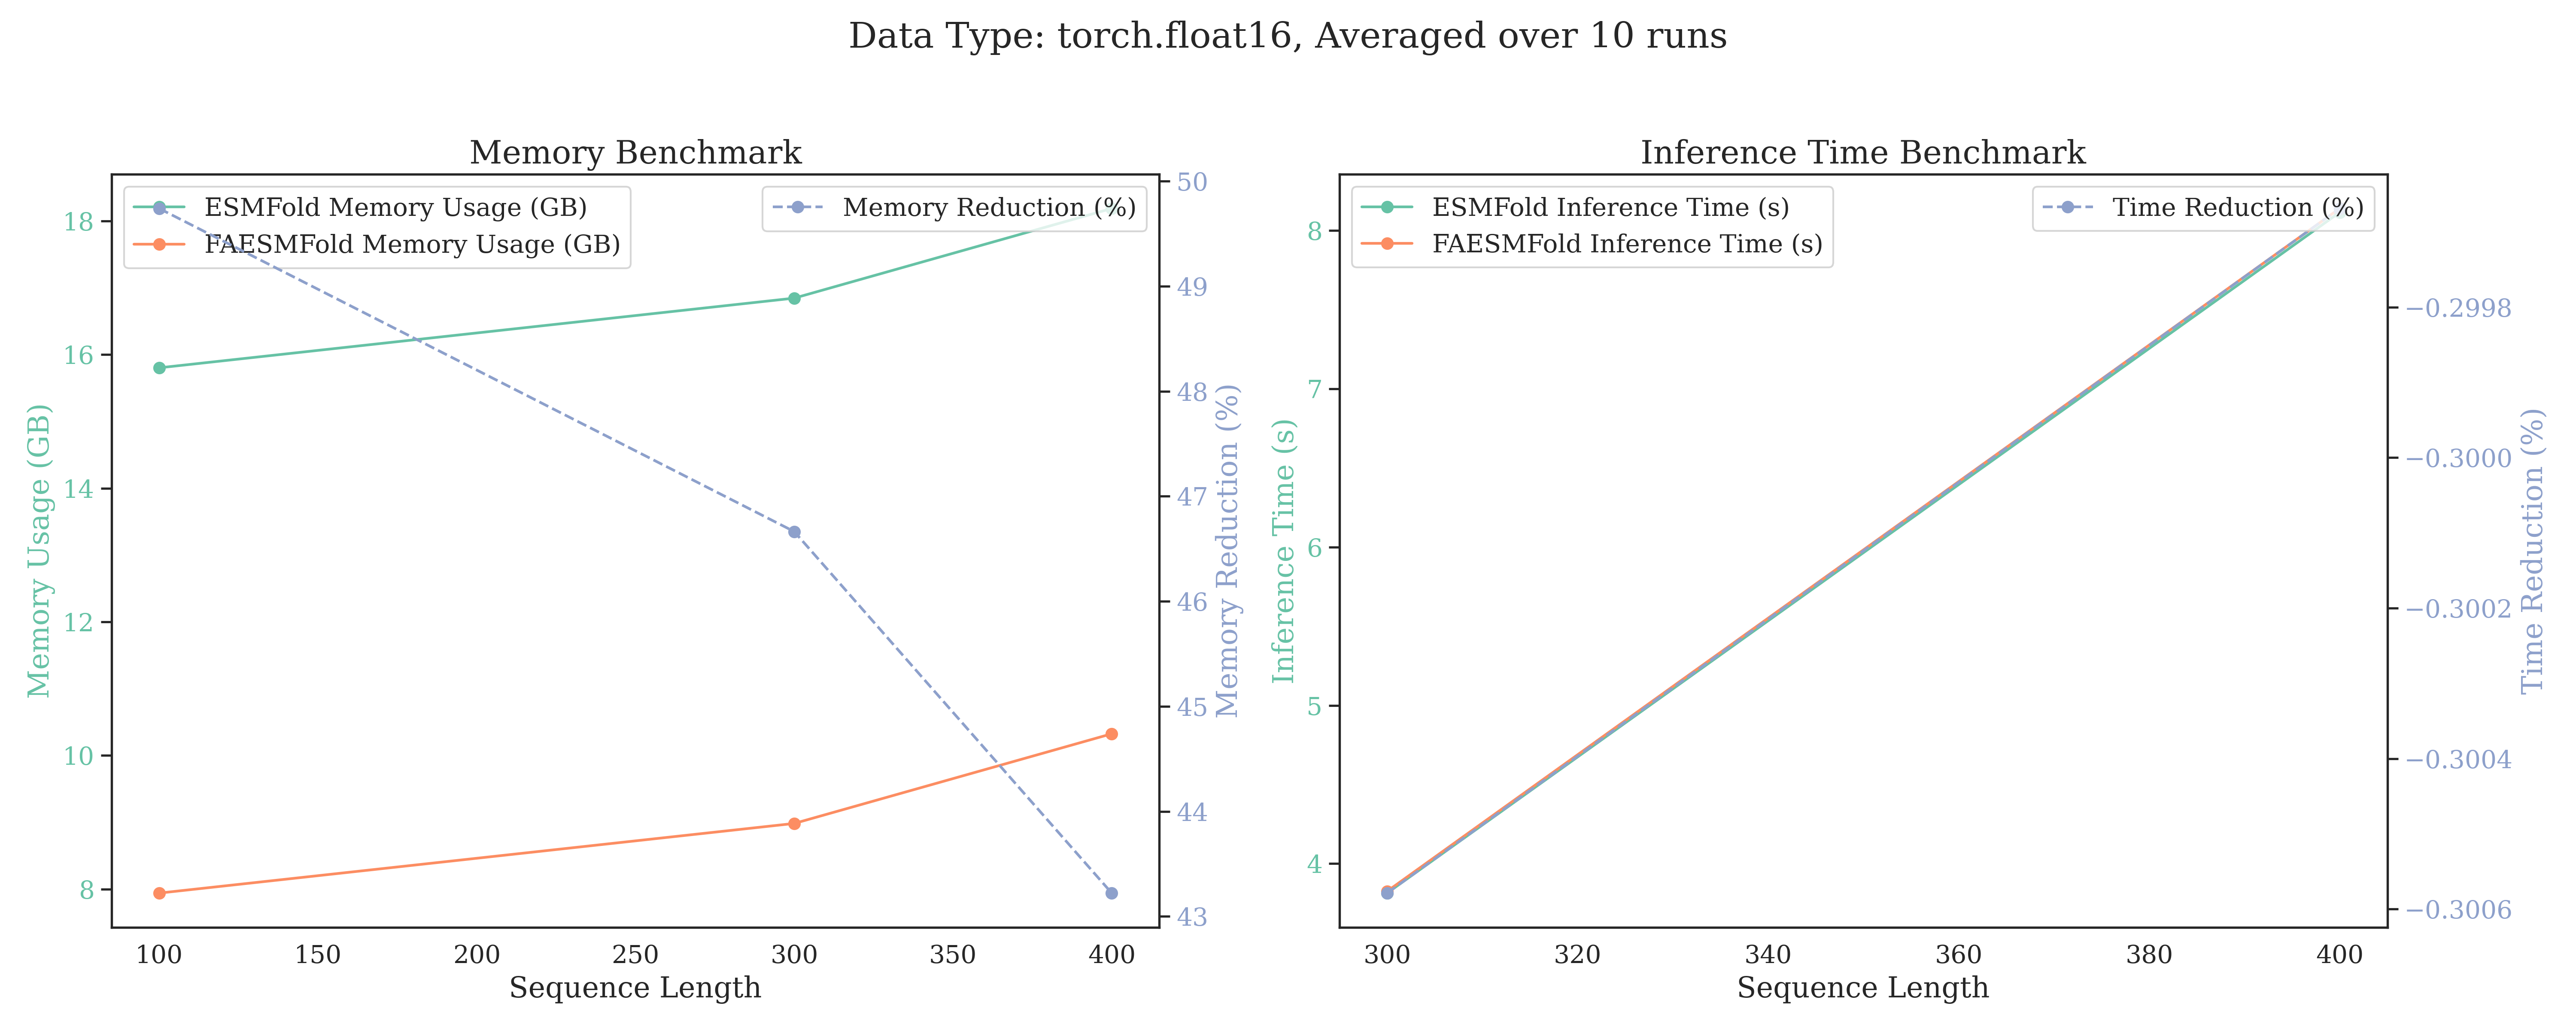 Data Type: torch.float16, Averaged over 10 runs
Memory Benchmark
ESMFold Memory Usage (GB)
FAESMFold Memory Usage (GB)
Memory Reduction (%)
18
16
14
12
10
8
Memory Usage (GB)
50
49
48
47
46
45
44
43
Memory Reduction (%)
100 150 200 250 300 350 400
Sequence Length
Inference Time Benchmark
ESMFold Inference Time (s)
FAESMFold Inference Time (s)
Time Reduction (%)
8
7
6
5
4
Inference Time (s)
−0.2998
−0.3000
−0.3002
−0.3004
−0.3006
Time Reduction (%)
300 320 340 360 380 400
Sequence Length